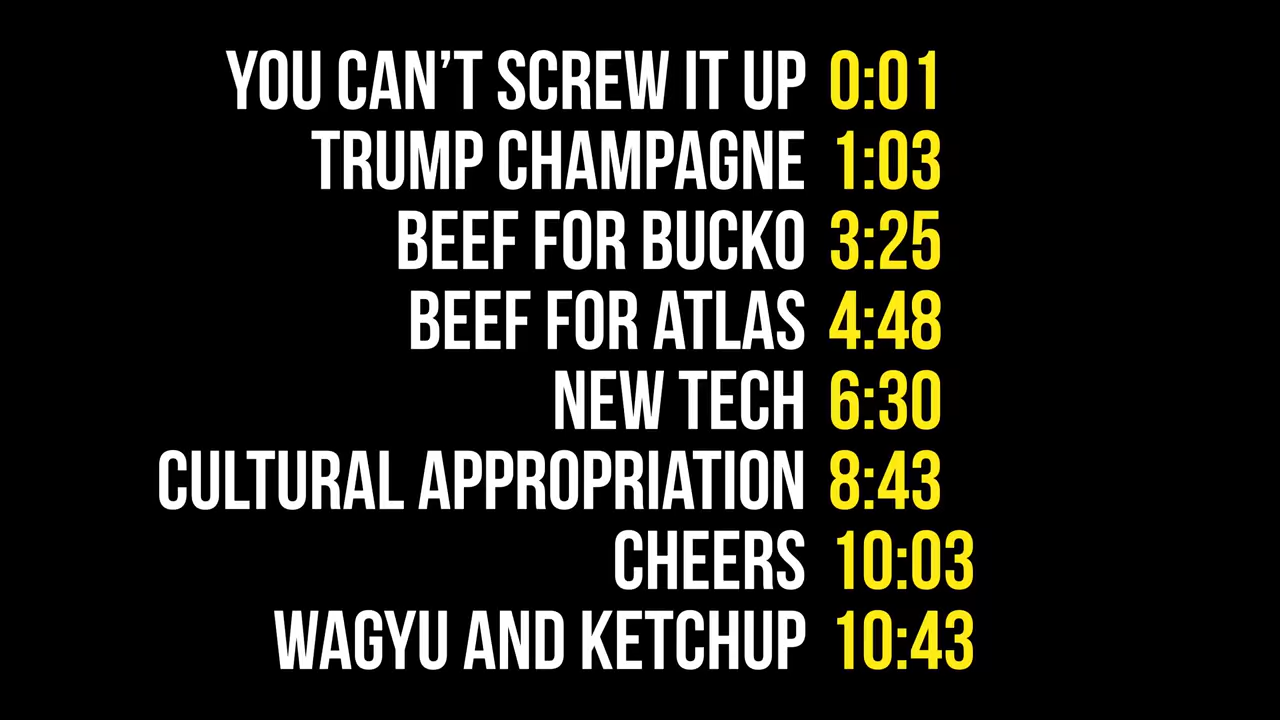 YOU CAN’T SCREW IT UP 0:01
TRUMP CHAMPAGNE 1:03
BEEF FOR BUCKO 3:25
BEEF FOR ATLAS 4:48
NEW TECH 6:30
CULTURAL APPROPRIATION 8:43
CHEERS 10:03
WAGYU AND KETCHUP 10:43